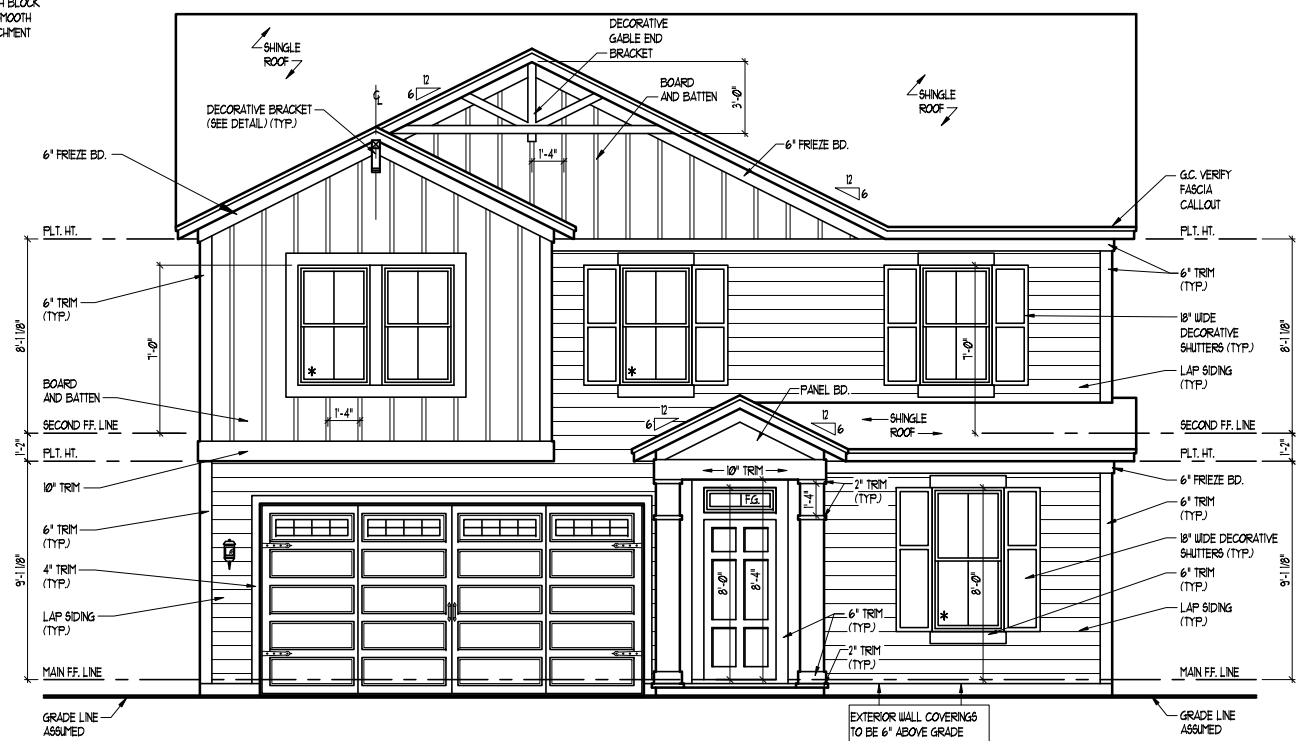 H BLOCK
MOOTH
CHMENT
SHINGLE
ROOF
DECORATIVE
GABLE END
BRACKET
SHINGLE
ROOF
BOARD
AND BATTEN
12
6
3'-0"
C
L
DECORATIVE BRACKET
(SEE DETAIL) (TYP.)
6" FRIEZE BD.
1'-4"
6" FRIEZE BD.
12
6
G.C. VERIFY
FASCIA
CALLOUT
PLT. HT.
PLT. HT.
6" TRIM
(TYP.)
6" TRIM
(TYP.)
8'-1 1/8"
7'-0"
7'-0"
18" WIDE
DECORATIVE
SHUTTERS (TYP.)
8'-1 1/8"
*
*
BOARD
AND BATTEN
PANEL BD.
LAP SIDING
(TYP.)
1'-4"
12
6
12
6
SHINGLE
ROOF
SECOND F.F. LINE
SECOND F.F. LINE
1'-2"
1'-2"
PLT. HT.
PLT. HT.
10" TRIM
10" TRIM
6" FRIEZE BD.
2" TRIM
(TYP.)
1'-4"
F.G.
6" TRIM
(TYP.)
6" TRIM
(TYP.)
18" WIDE DECORATIVE
SHUTTERS (TYP.)
4" TRIM
(TYP.)
9'-1 1/8"
8'-0"
8'-4"
8'-0"
6" TRIM
(TYP.)
9'-1 1/8"
LAP SIDING
(TYP.)
6" TRIM
(TYP.)
*
LAP SIDING
(TYP.)
2" TRIM
(TYP.)
MAIN F.F. LINE
MAIN F.F. LINE
GRADE LINE
ASSUMED
EXTERIOR WALL COVERINGS
TO BE 6" ABOVE GRADE
GRADE LINE
ASSUMED